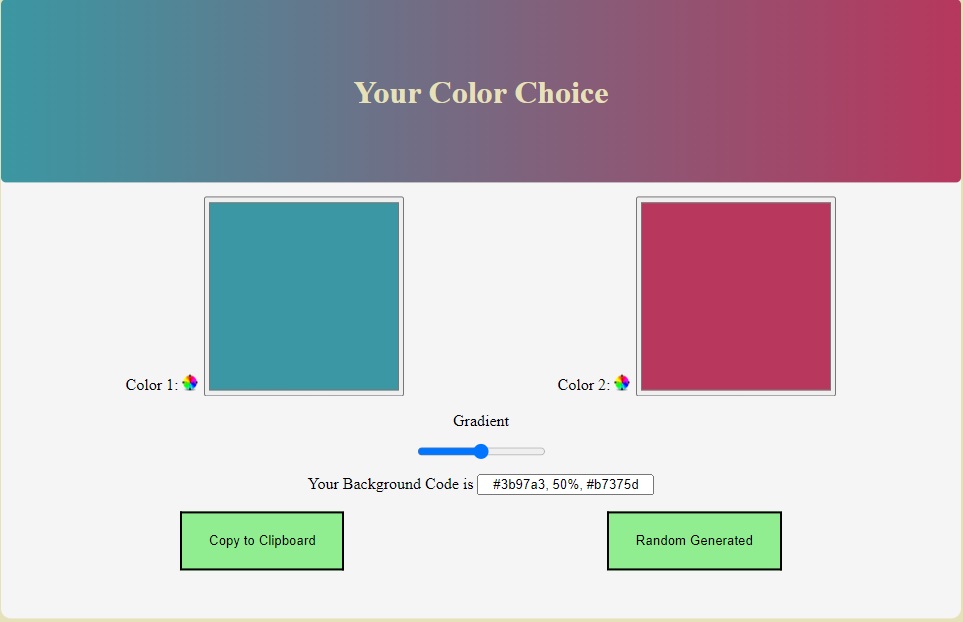 Your Color Choice
Color 1:
Color 2:
Gradient
Your Background Code is #3b97a3, 50%, #b7375d
Copy to Clipboard
Random Generated